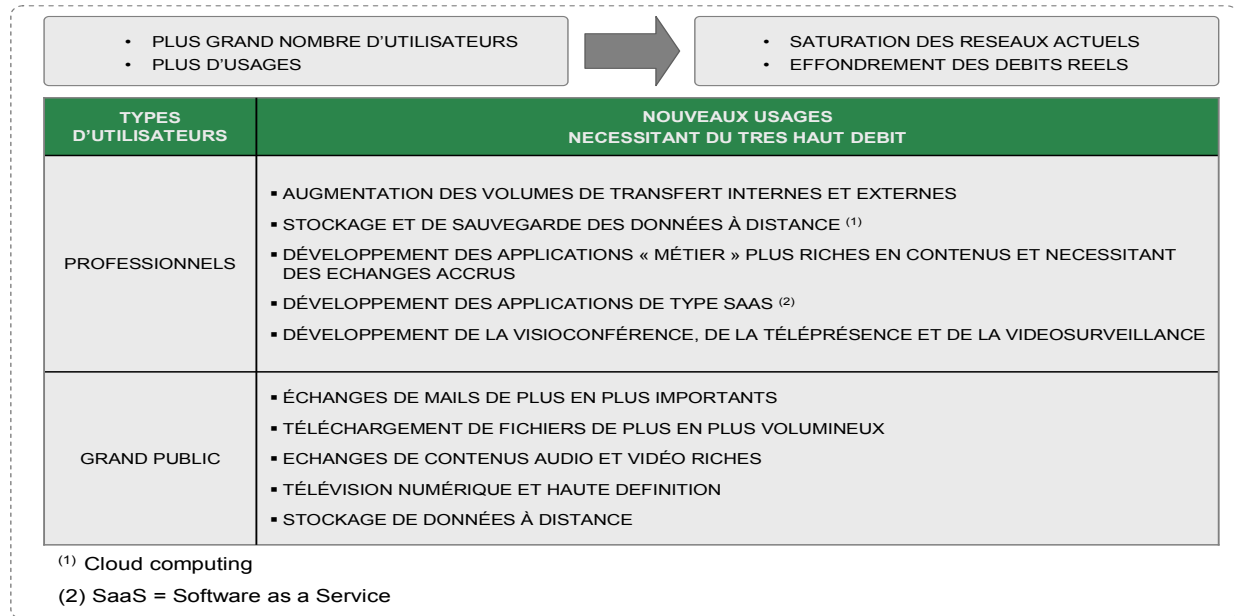 • PLUS GRAND NOMBRE D’UTILISATEURS
• PLUS D’USAGES
• SATURATION DES RESEAUX ACTUELS
• EFFONDREMENT DES DEBITS REELS
TYPES
D’UTILISATEURS
NOUVEAUX USAGES
NECESSITANT DU TRES HAUT DEBIT
PROFESSIONNELS
▪ AUGMENTATION DES VOLUMES DE TRANSFERT INTERNES ET EXTERNES
▪ STOCKAGE ET DE SAUVEGARDE DES DONNÉES À DISTANCE (1)
▪ DÉVELOPPEMENT DES APPLICATIONS « MÉTIER » PLUS RICHES EN CONTENUS ET NECESSITANT
DES ECHANGES ACCRUS
▪ DÉVELOPPEMENT DES APPLICATIONS DE TYPE SAAS (2)
▪ DÉVELOPPEMENT DE LA VISIOCONFÉRENCE, DE LA TÉLÉPRÉSENCE ET DE LA VIDEOSURVEILLANCE
GRAND PUBLIC
▪ ÉCHANGES DE MAILS DE PLUS EN PLUS IMPORTANTS
▪ TÉLÉCHARGEMENT DE FICHIERS DE PLUS EN PLUS VOLUMINEUX
▪ ECHANGES DE CONTENUS AUDIO ET VIDÉO RICHES
▪ TÉLÉVISION NUMÉRIQUE ET HAUTE DEFINITION
▪ STOCKAGE DE DONNÉES À DISTANCE
(1) Cloud computing
(2) SaaS = Software as a Service